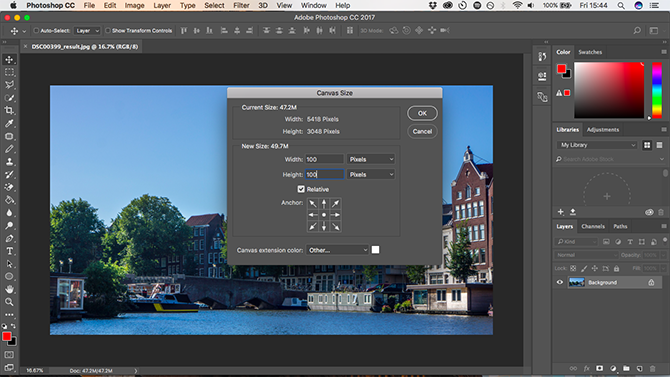 Photoshop CC File Edit Image Layer Type Select Filter 3D View Window Help
Fri 15:44
Adobe Photoshop CC 2017
Auto-Select: Layer Show Transform Controls 3D Mode:
DSC00399_result.jpg @ 16.7% (RGB/8)
Canvas Size
Current Size: 47.2M
Width: 5418 Pixels
Height: 3048 Pixels
OK
Cancel
New Size: 49.7M
Width: 100 Pixels
Height: 100 Pixels
Relative
Anchor:
Canvas extension color: Other...
Color Swatches
Libraries Adjustments
My Library
Search Adobe Stock
Layers Channels Paths
Kind
Normal Opacity:
Lock: Fill:
Background
16.67% Doc: 47.2M/47.2M